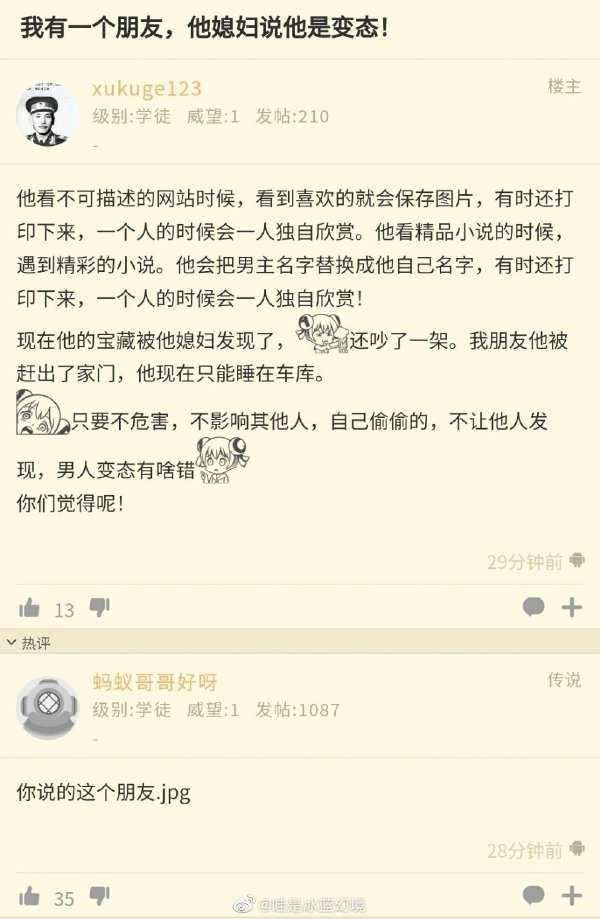 我有一个朋友，他媳妇说他是变态！
xukuge123
楼主
级别:学徒 威望:1 发帖:210
-
他看不可描述的网站时候，看到喜欢的就会保存图片，有时还打
印下来，一个人的时候会一人独自欣赏。他看精品小说的时候，
遇到精彩的小说。他会把男主名字替换成他自己名字，有时还打
印下来，一个人的时候会一人独自欣赏！
现在他的宝藏被他媳妇发现了，还吵了一架。我朋友他被
赶出了家门，他现在只能睡在车库。
只要不危害，不影响其他人，自己偷偷的，不让他人发
现，男人变态有啥错
你们觉得呢！
29分钟前
13
热评
蚂蚁哥哥好呀
传说
级别:学徒 威望:1 发帖:1087
-
你说的这个朋友.jpg
28分钟前
35
@谁是冰蓝幻境